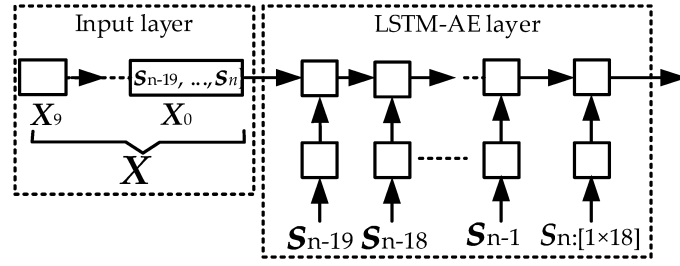 Input layer
LSTM-AE layer
Sn-19, ...,Sn
X9
X0
X
Sn-19
Sn-18
Sn-1
Sn:[1×18]